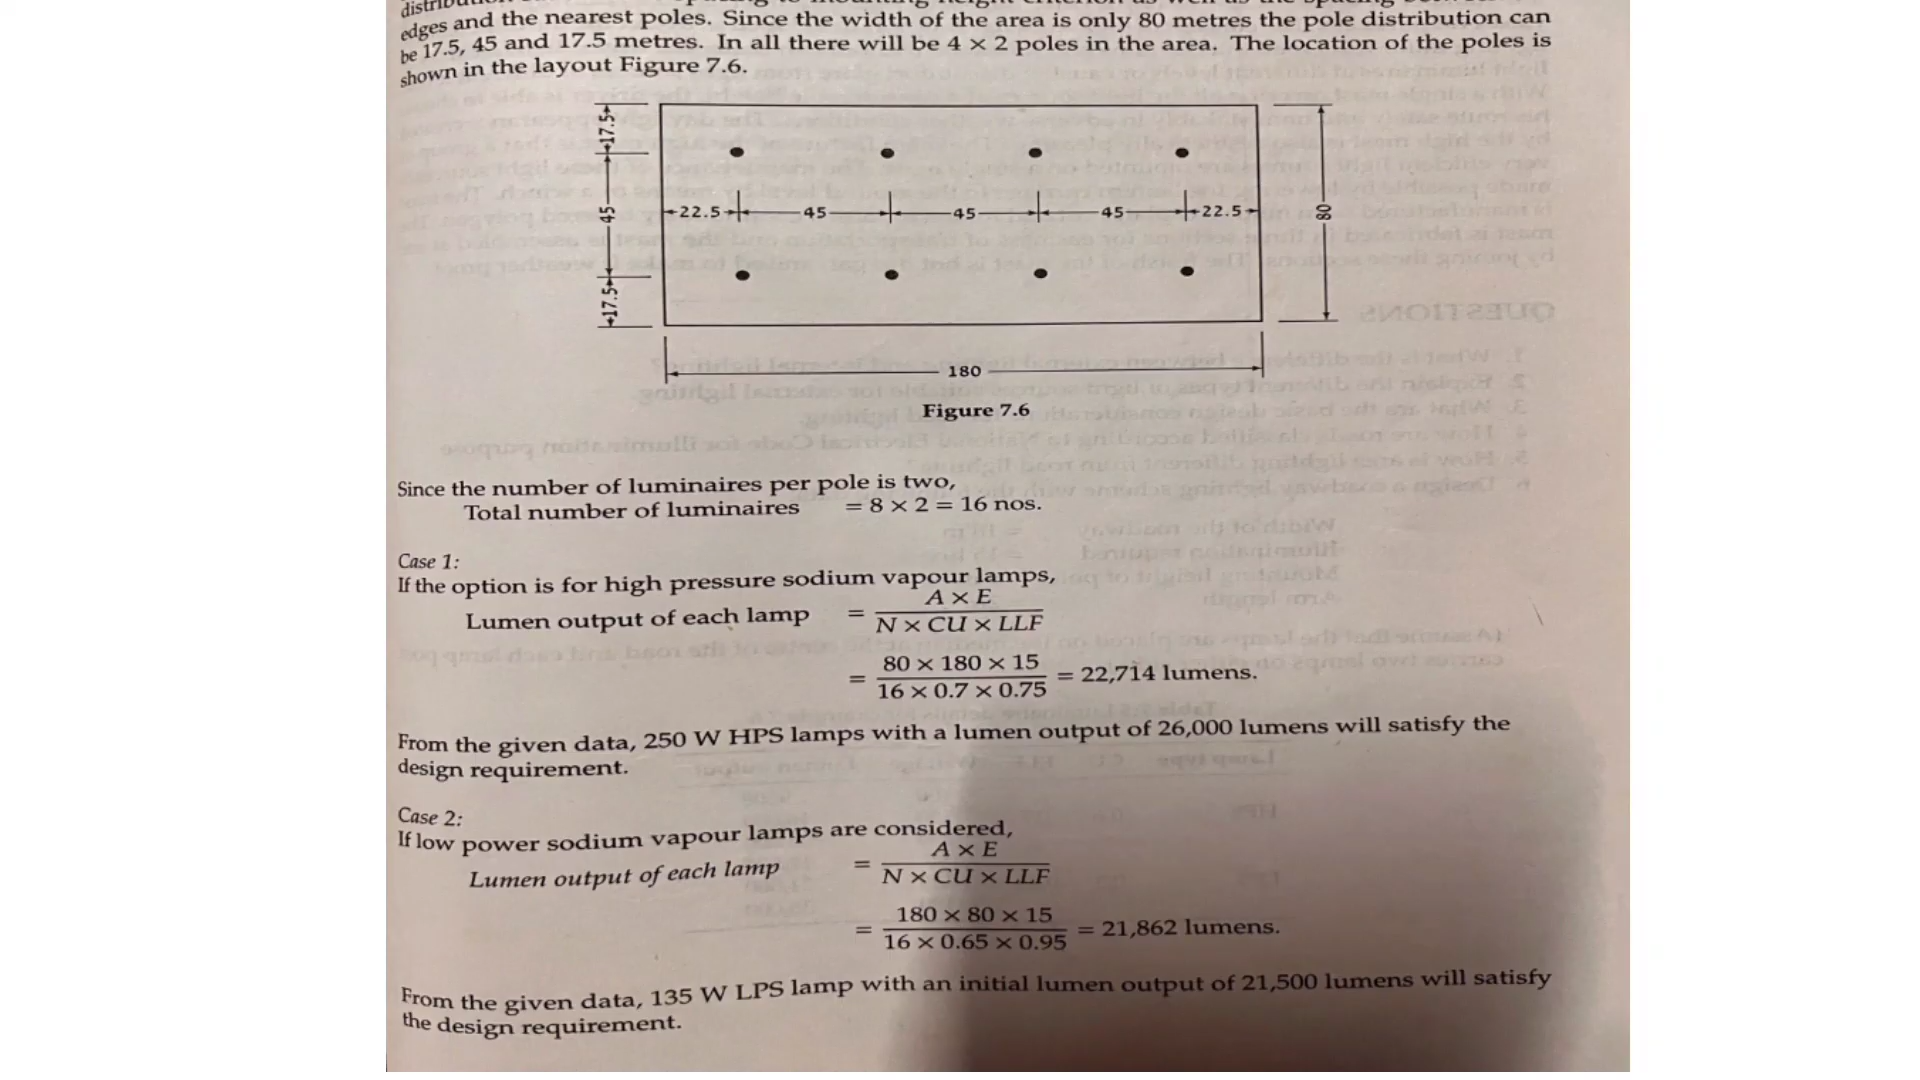 edges and the nearest poles. Since the width of the area is only 80 metres the pole distribution can
be 17.5, 45 and 17.5 metres. In all there will be 4 × 2 poles in the area. The location of the poles is
shown in the layout Figure 7.6.
17.5
45
17.5
22.5 45 45 45 22.5
80
180
Figure 7.6
Since the number of luminaires per pole is two,
Total number of luminaires = 8 × 2 = 16 nos.
Case 1:
If the option is for high pressure sodium vapour lamps,
Lumen output of each lamp = A × E / N × CU × LLF
= 80 × 180 × 15 / 16 × 0.7 × 0.75 = 22,714 lumens.
From the given data, 250 W HPS lamps with a lumen output of 26,000 lumens will satisfy the
design requirement.
Case 2:
If low power sodium vapour lamps are considered,
Lumen output of each lamp = A × E / N × CU × LLF
= 180 × 80 × 15 / 16 × 0.65 × 0.95 = 21,862 lumens.
From the given data, 135 W LPS lamp with an initial lumen output of 21,500 lumens will satisfy
the design requirement.